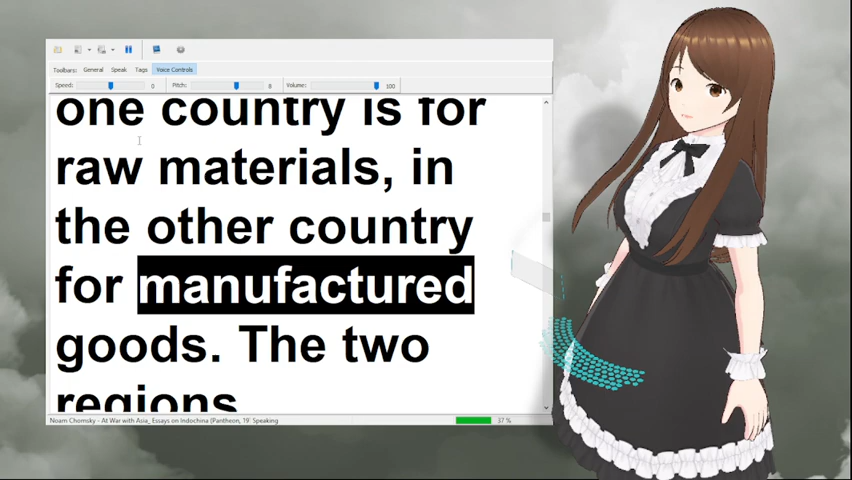 Toolbars: General Speak Tags Voice Controls
Speed: 0 Pitch: 8 Volume: 100
one country is for
raw materials, in
the other country
for manufactured
goods. The two
regions
Noam Chomsky - At War with Asia_ Essays on Indochina (Pantheon, 19' Speaking 37 %